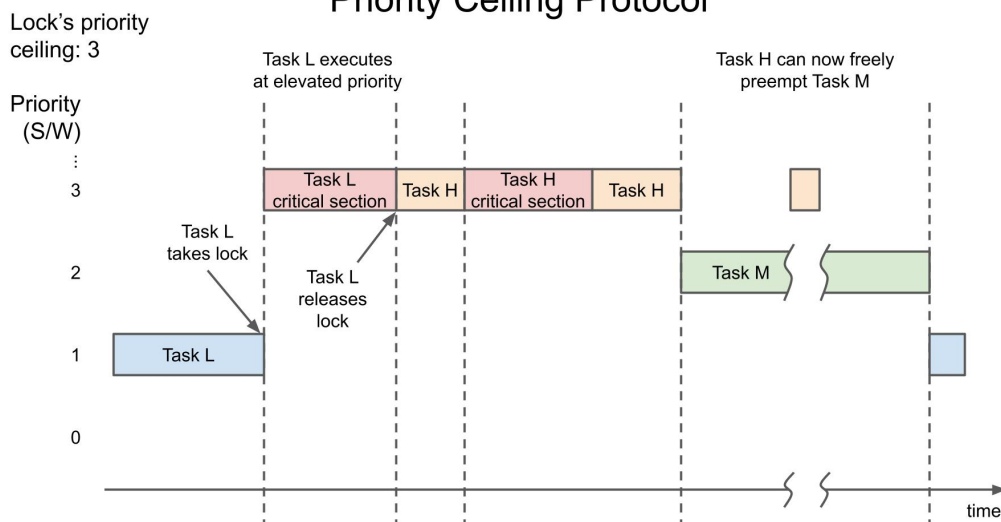 Priority Ceiling Protocol
Lock's priority
ceiling: 3
Task L executes
at elevated priority
Task H can now freely
preempt Task M
Priority
(S/W)
⋮
3
Task L
critical section
Task H
Task H
critical section
Task H
Task L
takes lock
Task L
releases
lock
2
Task M
1
Task L
0
time